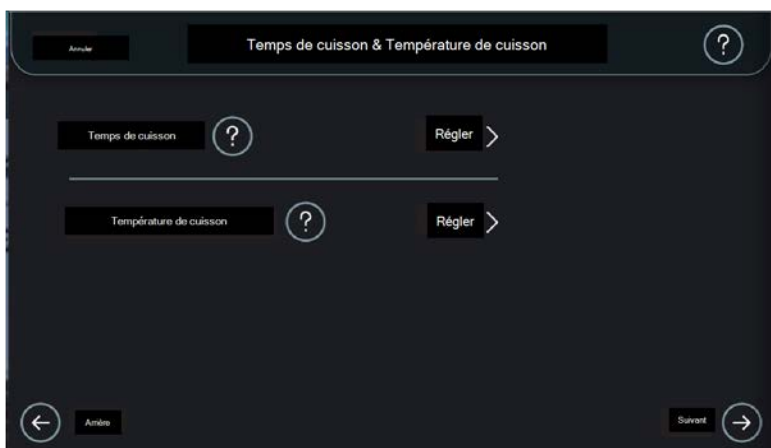 Annuler
Temps de cuisson & Température de cuisson
?
Temps de cuisson
?
Régler
Température de cuisson
?
Régler
Arrière
Suivant